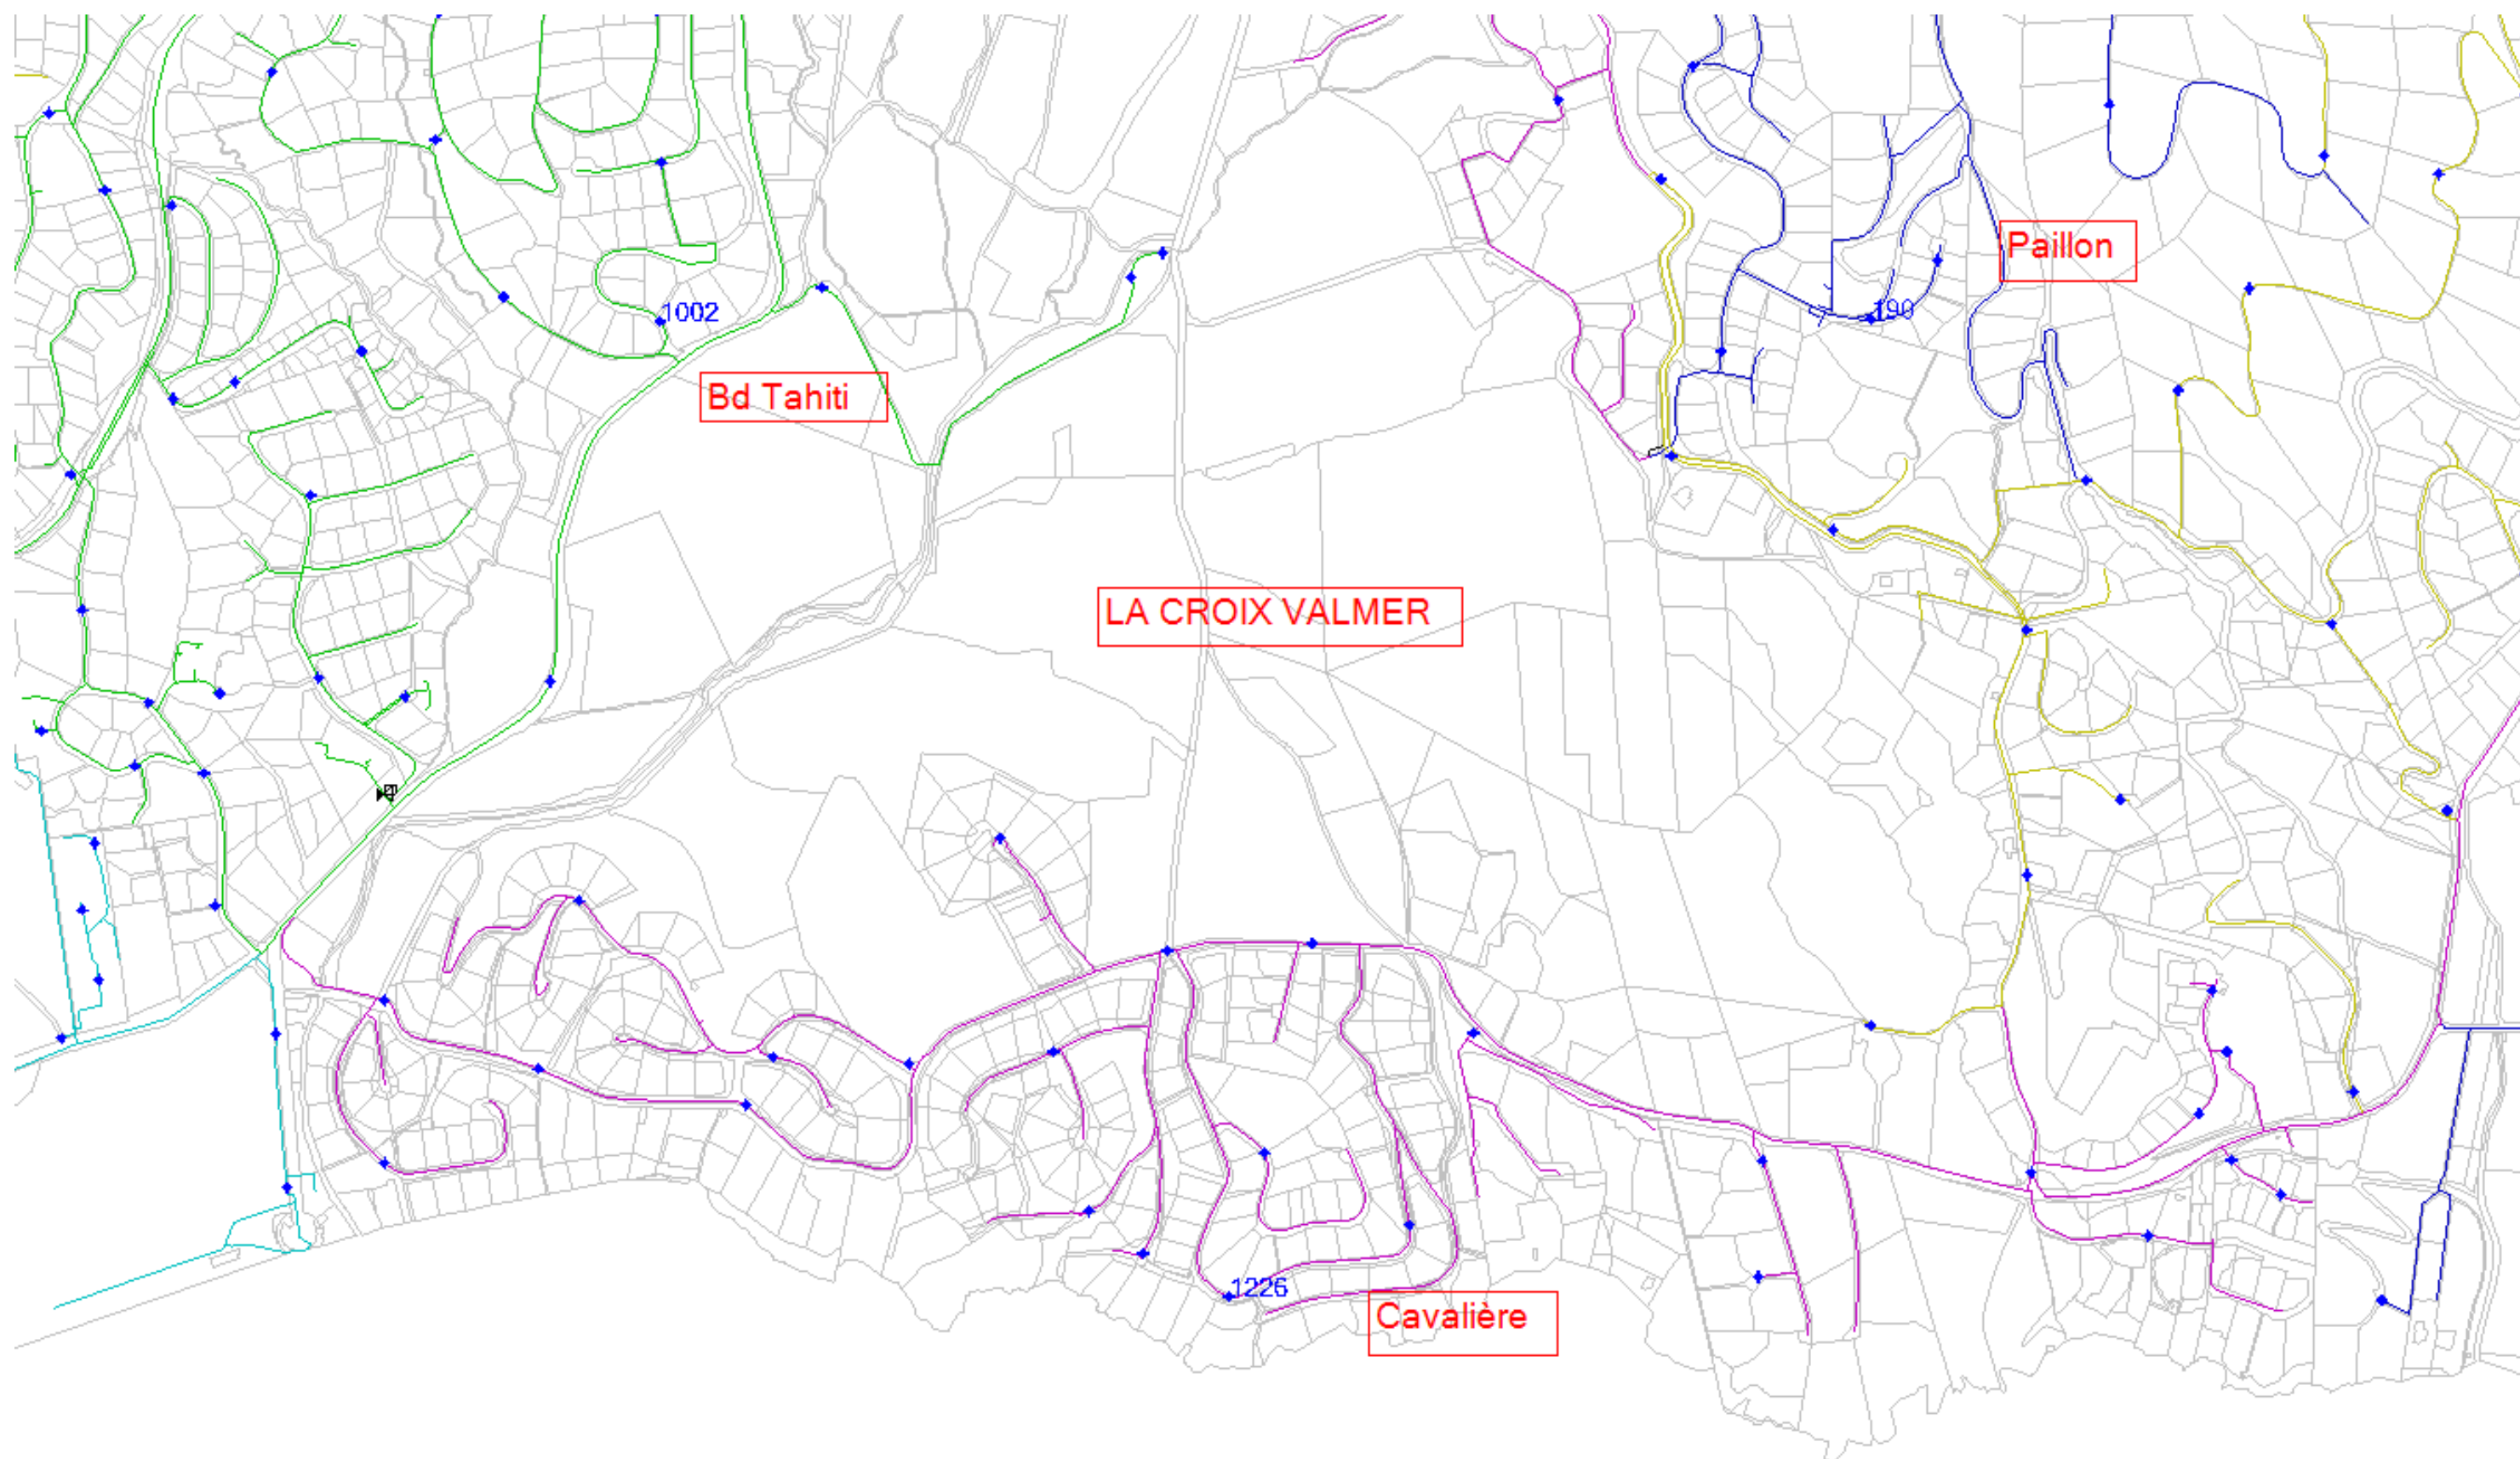 Paillon
190
1002
Bd Tahiti
LA CROIX VALMER
1226
Cavalière